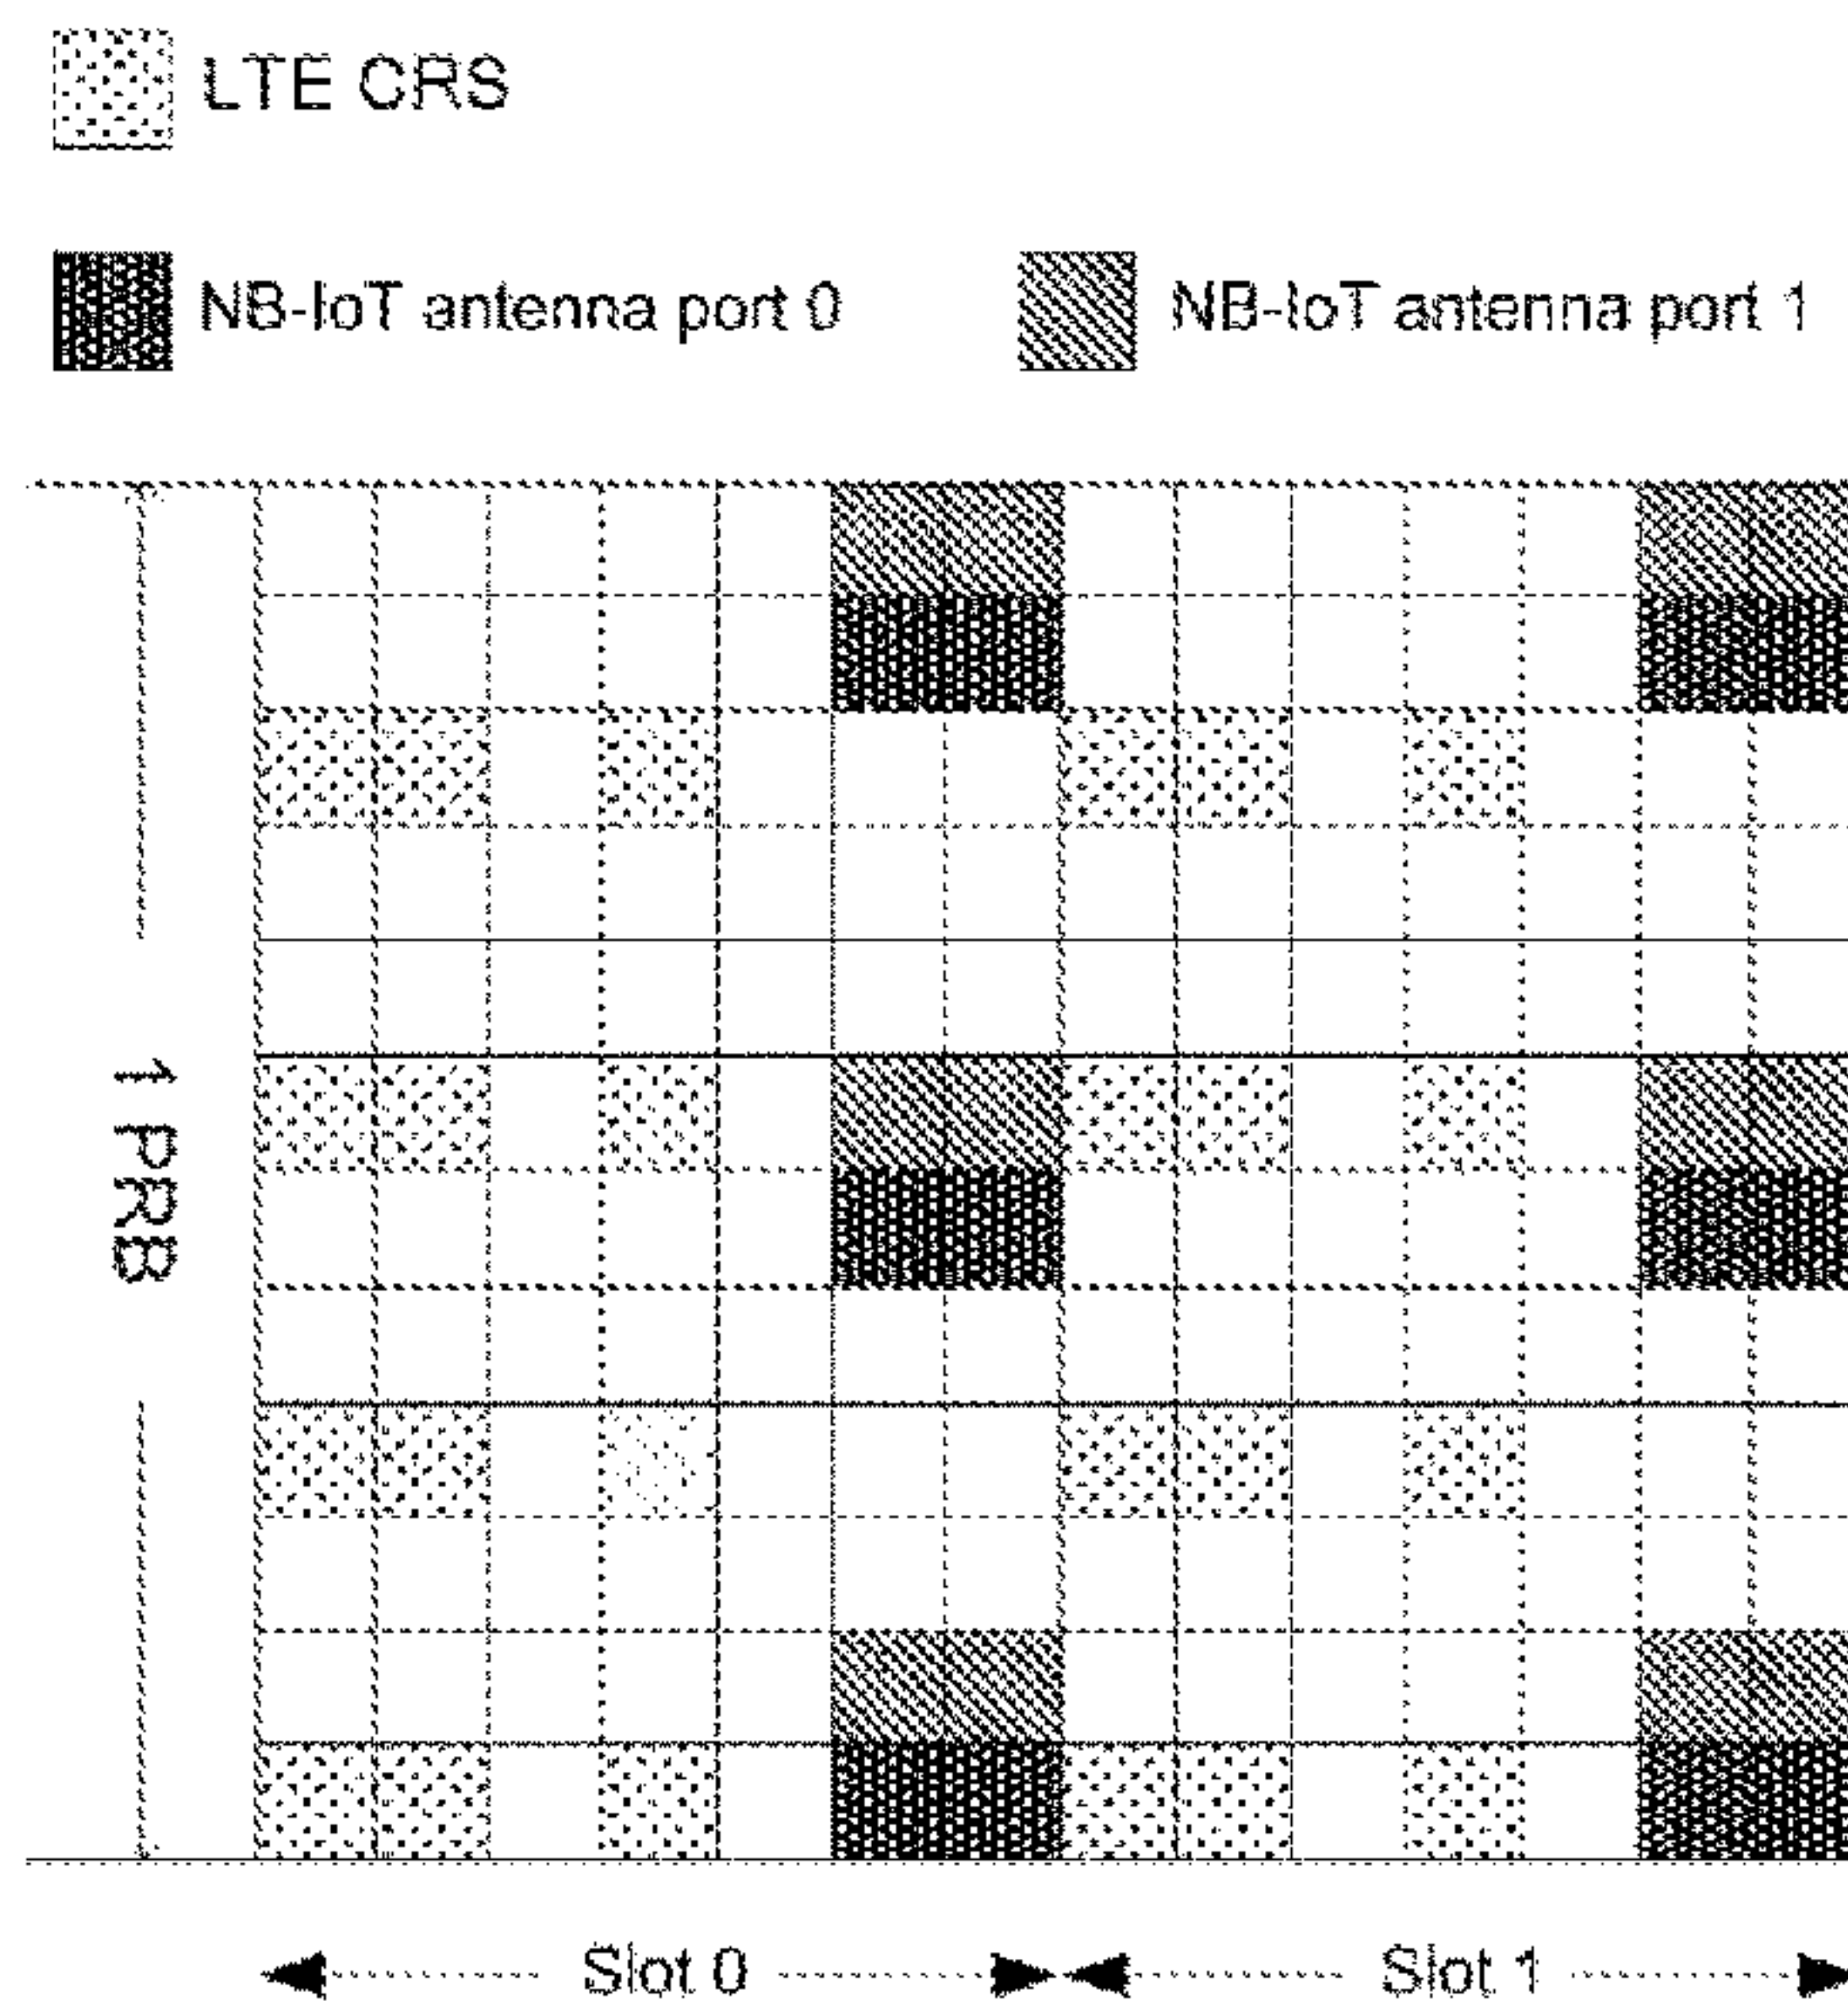 LTE CRS
NB-IoT antenna port 0
NB-IoT antenna port 1
1 PRB
Slot 0
Slot 1